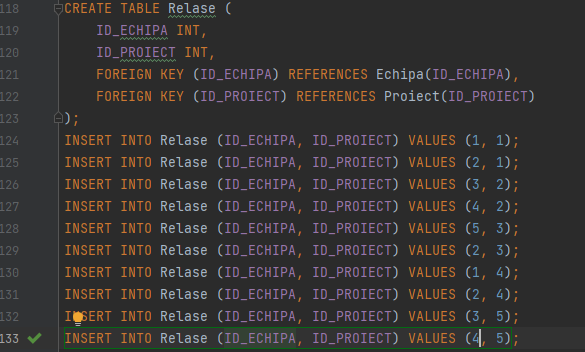 118 CREATE TABLE Relase (
119 ID_ECHIPA INT,
120 ID_PROIECT INT,
121 FOREIGN KEY (ID_ECHIPA) REFERENCES Echipa(ID_ECHIPA),
122 FOREIGN KEY (ID_PROIECT) REFERENCES Proiect(ID_PROIECT)
123 );
124 INSERT INTO Relase (ID_ECHIPA, ID_PROIECT) VALUES (1, 1);
125 INSERT INTO Relase (ID_ECHIPA, ID_PROIECT) VALUES (2, 1);
126 INSERT INTO Relase (ID_ECHIPA, ID_PROIECT) VALUES (3, 2);
127 INSERT INTO Relase (ID_ECHIPA, ID_PROIECT) VALUES (4, 2);
128 INSERT INTO Relase (ID_ECHIPA, ID_PROIECT) VALUES (5, 3);
129 INSERT INTO Relase (ID_ECHIPA, ID_PROIECT) VALUES (2, 3);
130 INSERT INTO Relase (ID_ECHIPA, ID_PROIECT) VALUES (1, 4);
131 INSERT INTO Relase (ID_ECHIPA, ID_PROIECT) VALUES (2, 4);
132 INSERT INTO Relase (ID_ECHIPA, ID_PROIECT) VALUES (3, 5);
133 INSERT INTO Relase (ID_ECHIPA, ID_PROIECT) VALUES (4, 5);